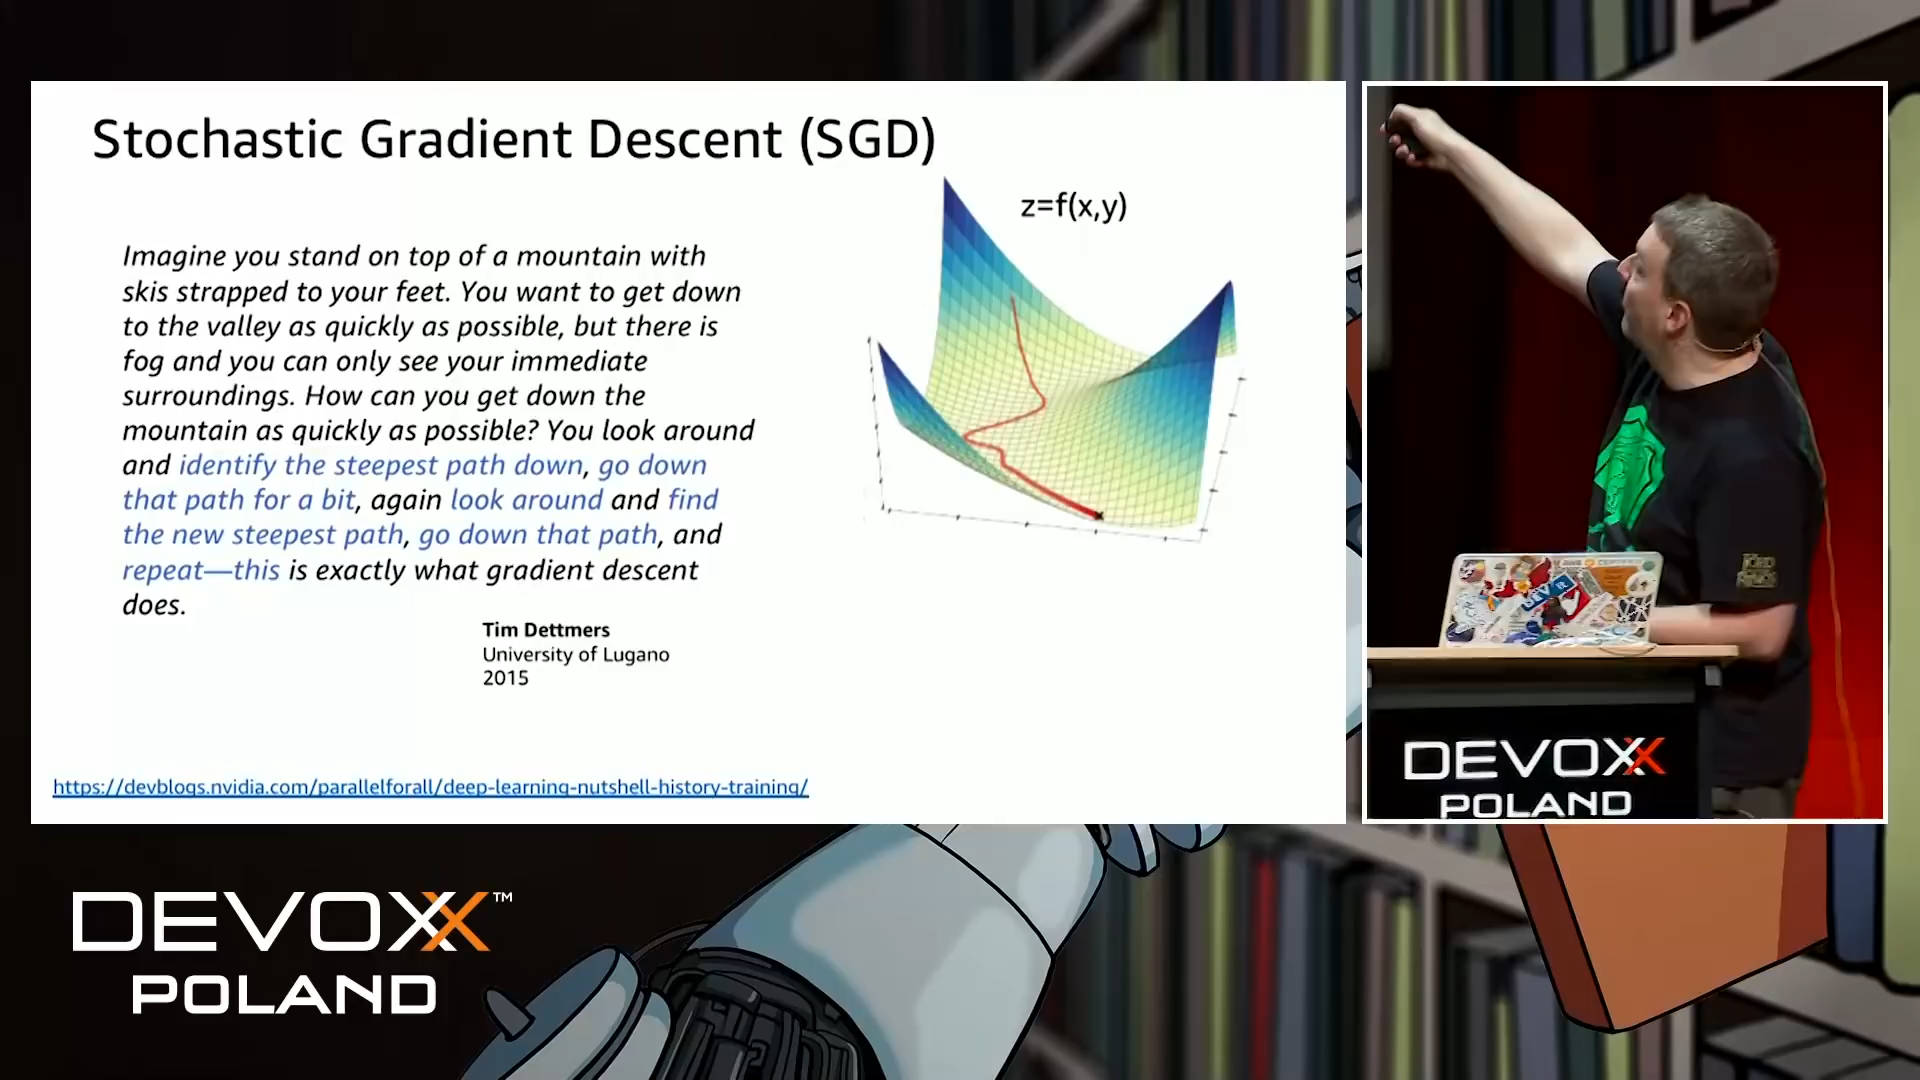 Stochastic Gradient Descent (SGD)
z=f(x,y)
Imagine you stand on top of a mountain with
skis strapped to your feet. You want to get down
to the valley as quickly as possible, but there is
fog and you can only see your immediate
surroundings. How can you get down the
mountain as quickly as possible? You look around
and identify the steepest path down, go down
that path for a bit, again look around and find
the new steepest path, go down that path, and
repeat—this is exactly what gradient descent
does.
Tim Dettmers
University of Lugano
2015
https://devblogs.nvidia.com/parallelforall/deep-learning-nutshell-history-training/
DEVOXX
POLAND
DEVOXX™
POLAND